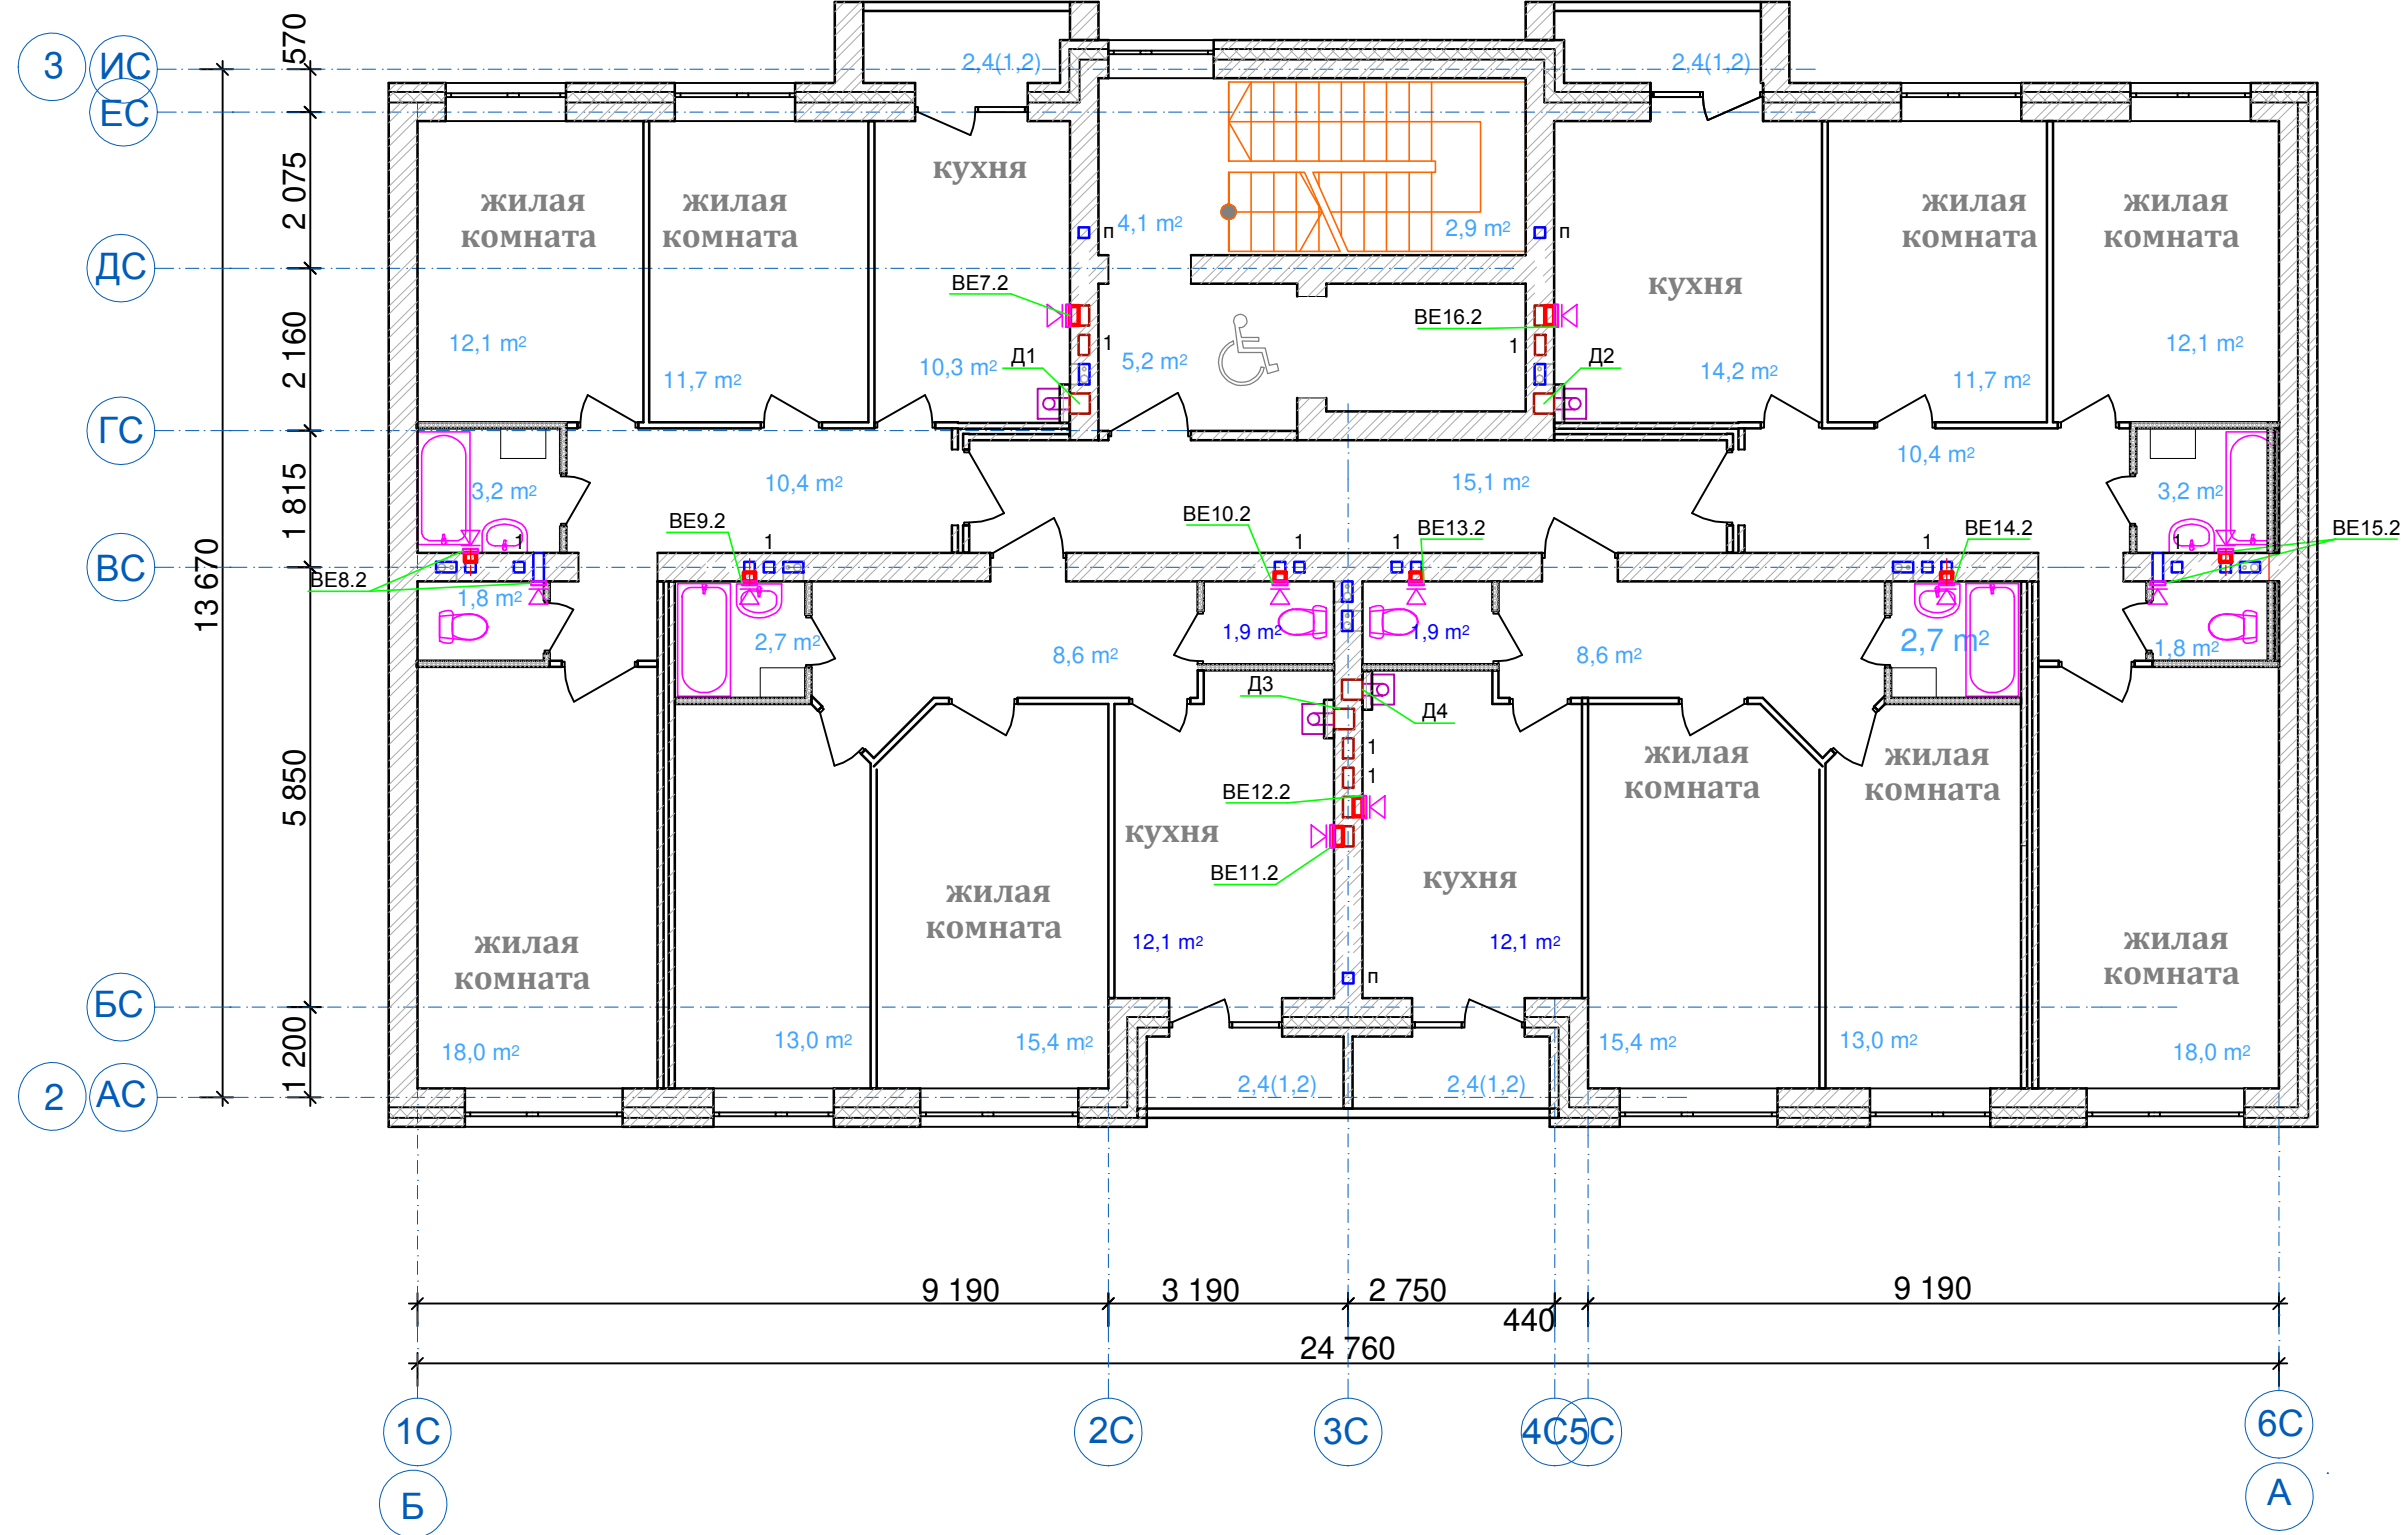 3
ИС
570
2,4(1,2)
2,4(1,2)
ЕС
2 075
кухня
жилая
комната
жилая
комната
жилая
комната
жилая
комната
4,1 m²
п
2,9 m²
п
ДС
кухня
ВЕ7.2
ВЕ16.2
2 160
12,1 m²
11,7 m²
10,3 m²
Д1
1
5,2 m²
1
Д2
14,2 m²
11,7 m²
12,1 m²
ГС
1 815
3,2 m²
10,4 m²
15,1 m²
10,4 m²
3,2 m²
13 670
ВС
ВЕ8.2
1
ВЕ9.2
1
ВЕ10.2
1
1
ВЕ13.2
1
ВЕ14.2
1
ВЕ15.2
1,8 m²
2,7 m²
8,6 m²
1,9 m²
1,9 m²
8,6 m²
2,7 m²
1,8 m²
Д3
Д4
5 850
1
1
жилая
комната
жилая
комната
ВЕ12.2
кухня
ВЕ11.2
кухня
жилая
комната
жилая
комната
жилая
комната
12,1 m²
12,1 m²
п
БС
1 200
18,0 m²
13,0 m²
15,4 m²
15,4 m²
13,0 m²
18,0 m²
2,4(1,2)
2,4(1,2)
2
АС
9 190
3 190
2 750
440
9 190
24 760
1С
2С
3С
4С
5С
6С
Б
А